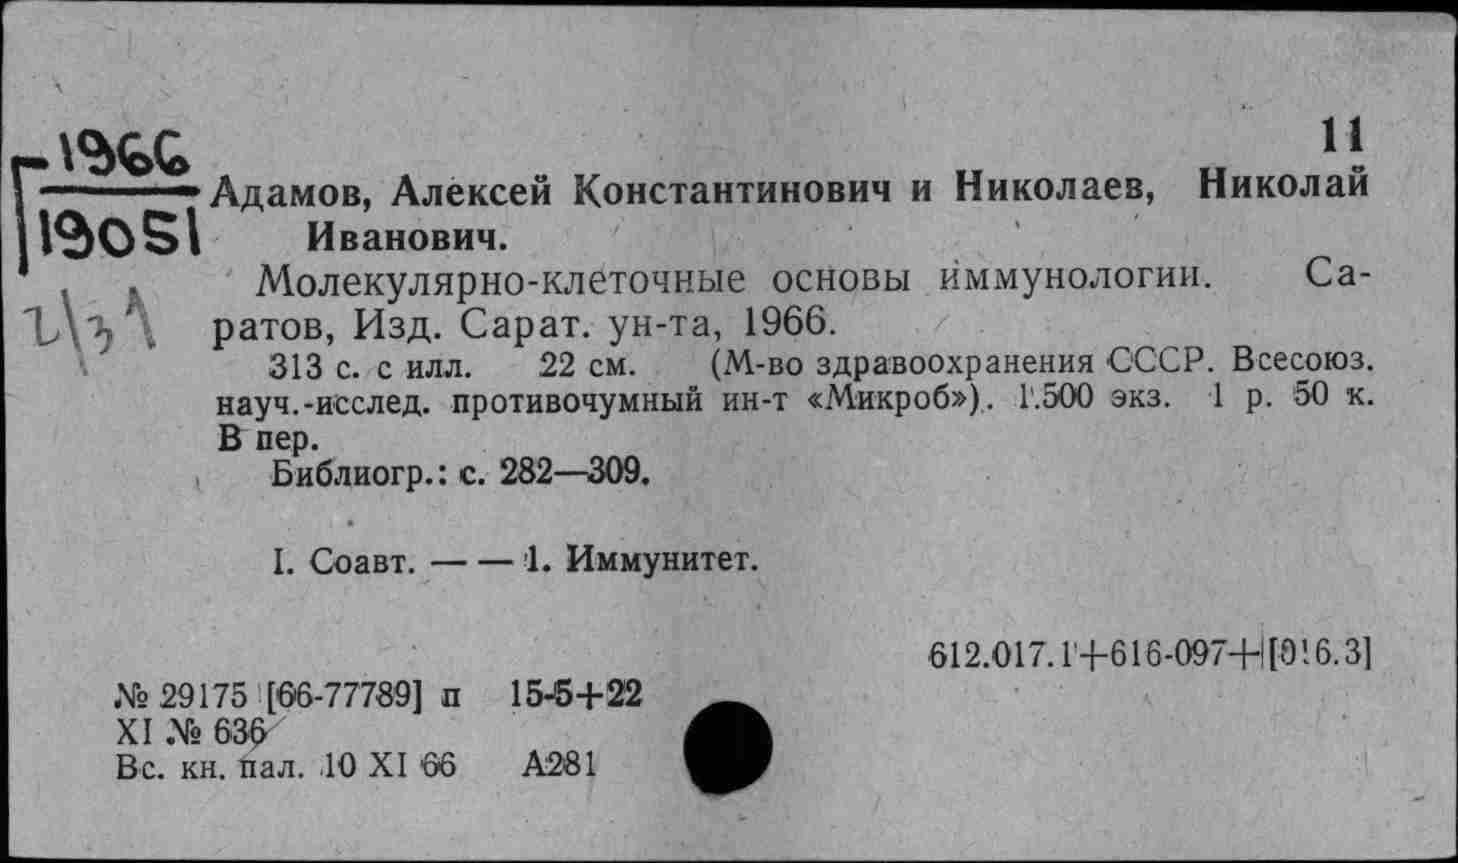 11
Г-1966
19051
Адамов, Алексей Константинович и Николаев, Николай
Иванович.
Молекулярно-клеточные основы иммунологии. Са-
ратов, Изд. Сарат. ун-та, 1966.
313 с. с илл. 22 см. (М-во здравоохранения СССР. Всесоюз.
науч.-исслед. противочумный ин-т «Микроб»). 1.500 экз. 1 р. 50 к.
В пер.
Библиогр.: с. 282—309.
I. Соавт. — — 1. Иммунитет.
612.017.1+616-097+[016.3]
№ 29175 [66-77789] п 15-5+22
XI № 636
Вс. кн. пал. 10 XI 66 А281